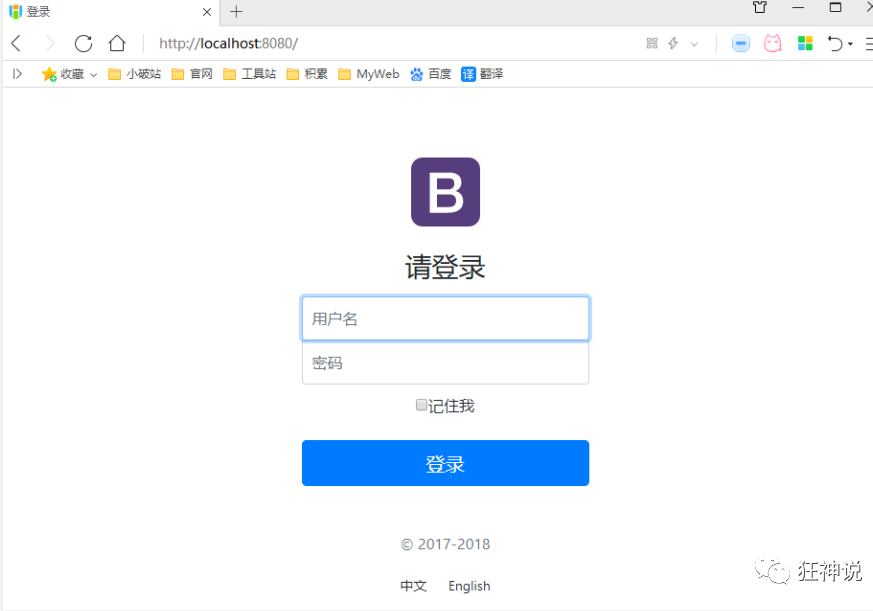 登录
http://localhost:8080/
收藏 小破站 官网 工具站 积累 MyWeb 百度 译 翻译
B
请登录
用户名
密码
记住我
登录
© 2017-2018
中文 English
狂神说